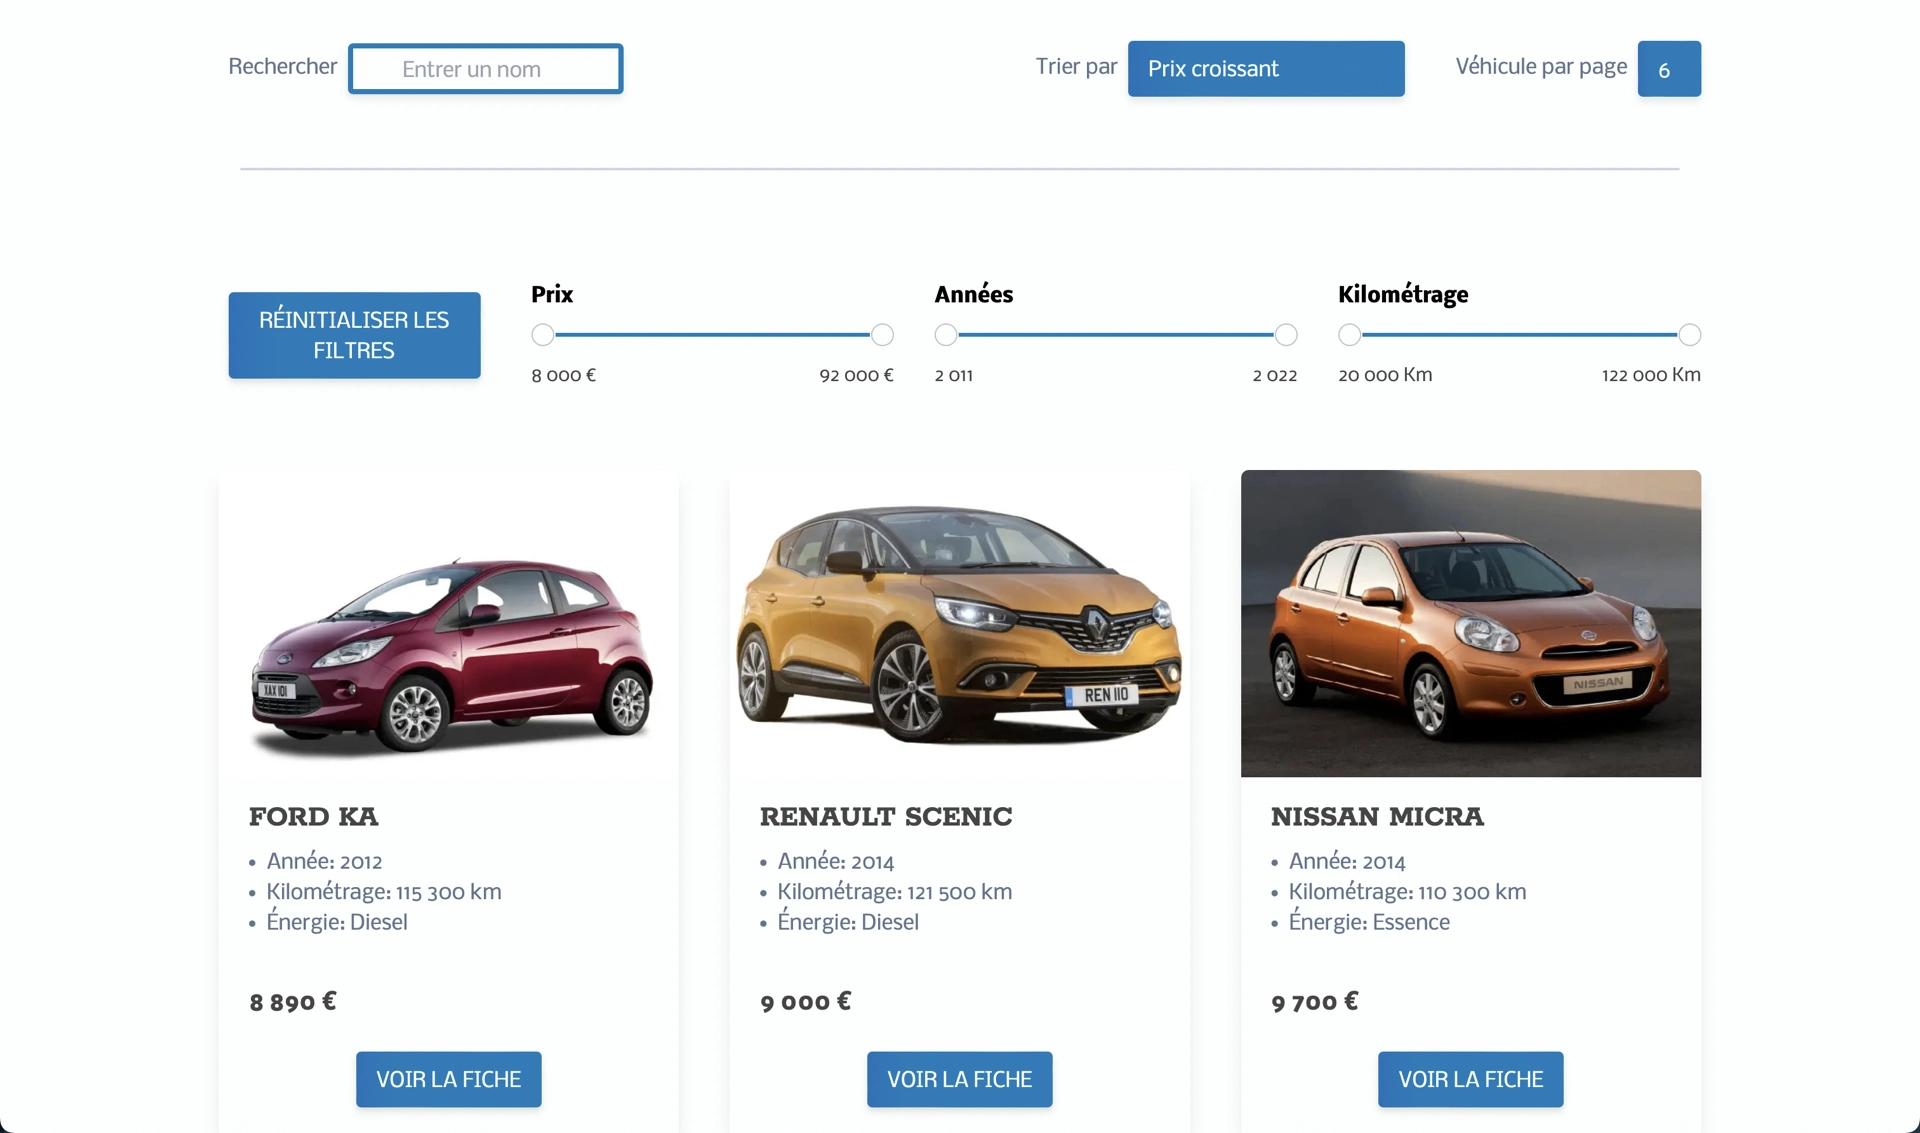 Rechercher
Entrer un nom
Trier par
Prix croissant
Véhicule par page
6
RÉINITIALISER LES
FILTRES
Prix
8 000 €
92 000 €
Années
2 011
2 022
Kilométrage
20 000 Km
122 000 Km
XAX 101
FORD KA
• Année: 2012
• Kilométrage: 115 300 km
• Énergie: Diesel
8 890 €
VOIR LA FICHE
REN 110
RENAULT SCENIC
• Année: 2014
• Kilométrage: 121 500 km
• Énergie: Diesel
9 000 €
VOIR LA FICHE
NISSAN
NISSAN MICRA
• Année: 2014
• Kilométrage: 110 300 km
• Énergie: Essence
9 700 €
VOIR LA FICHE